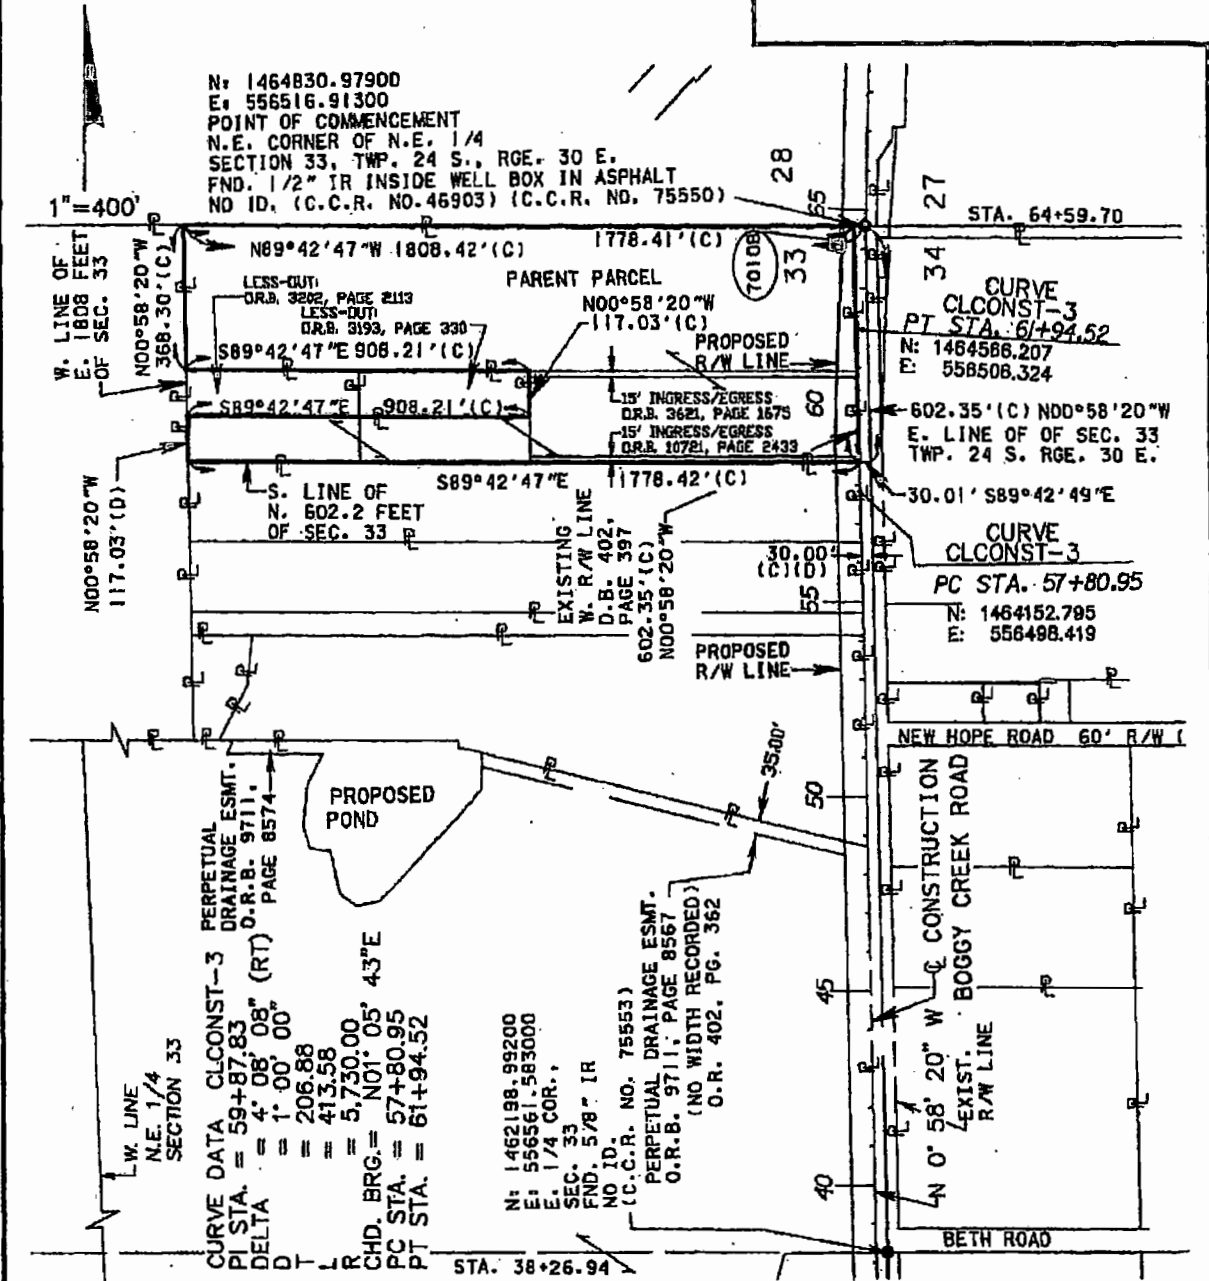 N: 1464830.97900
E: 556516.91300
POINT OF COMMENCEMENT
N.E. CORNER OF N.E. 1/4
SECTION 33, TWP. 24 S., RGE. 30 E.
FND. 1/2" IR INSIDE WELL BOX IN ASPHALT
NO ID. (C.C.R. NO.46903) (C.C.R. NO. 75550)
1"=400'
28
27
65
STA. 64+59.70
W. LINE OF
E. 1808 FEET
OF SEC. 33
N00°58'20"W
368.30'(C)
N89°42'47"W 1808.42'(C)
1778.41'(C)
70108
33
34
LESS-OUT:
O.R.B. 3202, PAGE 2113
LESS-OUT:
O.R.B. 3193, PAGE 330
PARENT PARCEL
N00°58'20"W
117.03'(C)
CURVE
CLCONST-3
PT STA. 61+94.52
N: 1464566.207
E: 556506.324
PROPOSED
R/W LINE
S89°42'47"E 908.21'(C)
S89°42'47"E 908.21'(C)
15' INGRESS/EGRESS
O.R.B. 3621, PAGE 1675
15' INGRESS/EGRESS
O.R.B. 10721, PAGE 2433
60
602.35'(C) N00°58'20"W
E. LINE OF OF SEC. 33
TWP. 24 S. RGE. 30 E.
N00°58'20"W
117.03'(D)
S. LINE OF
N. 602.2 FEET
OF SEC. 33
S89°42'47"E 1778.42'(C)
30.01' S89°42'49"E
CURVE
CLCONST-3
PC STA. 57+80.95
N: 1464152.795
E: 556498.419
EXISTING
W. R/W LINE
D.B. 402,
PAGE 397
602.35'(C)
N00°58'20"W
30.00'
(C)(D)
55
PROPOSED
R/W LINE
NEW HOPE ROAD 60' R/W (
35.00'
50
PROPOSED
POND
PERPETUAL
DRAINAGE ESMT.
O.R.B. 9711,
PAGE 8574
CONSTRUCTION
BOGGY CREEK ROAD
N 0° 58' 20" W
EXIST.
R/W LINE
PERPETUAL DRAINAGE ESMT.
O.R.B. 9711, PAGE 8567
(NO WIDTH RECORDED)
O.R. 402. PG. 362
45
40
W. LINE
N.E. 1/4
SECTION 33
CURVE DATA CLCONST-3
PI STA. = 59+87.83
DELTA = 4° 08' 08" (RT)
D = 1° 00' 00"
T = 206.88
L = 413.58
R = 5,730.00
CHD. BRG.= N01° 05' 43"E
PC STA. = 57+80.95
PT STA. = 61+94.52
N: 1462198.99200
E: 556561.583000
E. 1/4 COR.,
SEC. 33
FND. 5/8" IR
NO ID.
(C.C.R. NO. 75553)
BETH ROAD
STA. 38+26.94